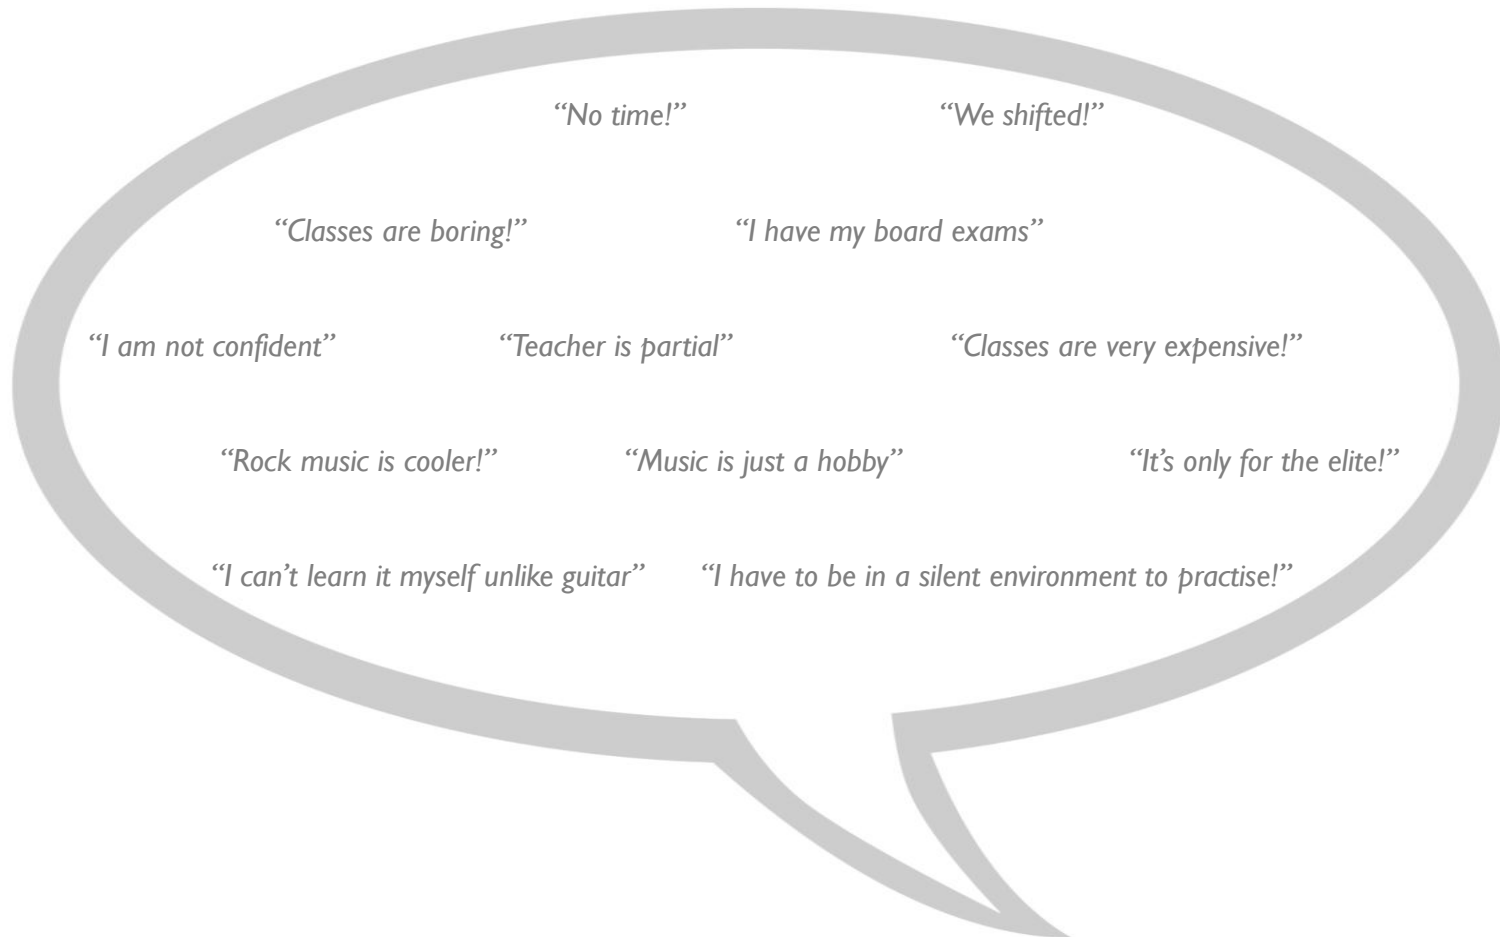 “No time!” “We shifted!”
“Classes are boring!” “I have my board exams”
“I am not confident” “Teacher is partial” “Classes are very expensive!”
“Rock music is cooler!” “Music is just a hobby” “It’s only for the elite!”
“I can’t learn it myself unlike guitar” “I have to be in a silent environment to practise!”